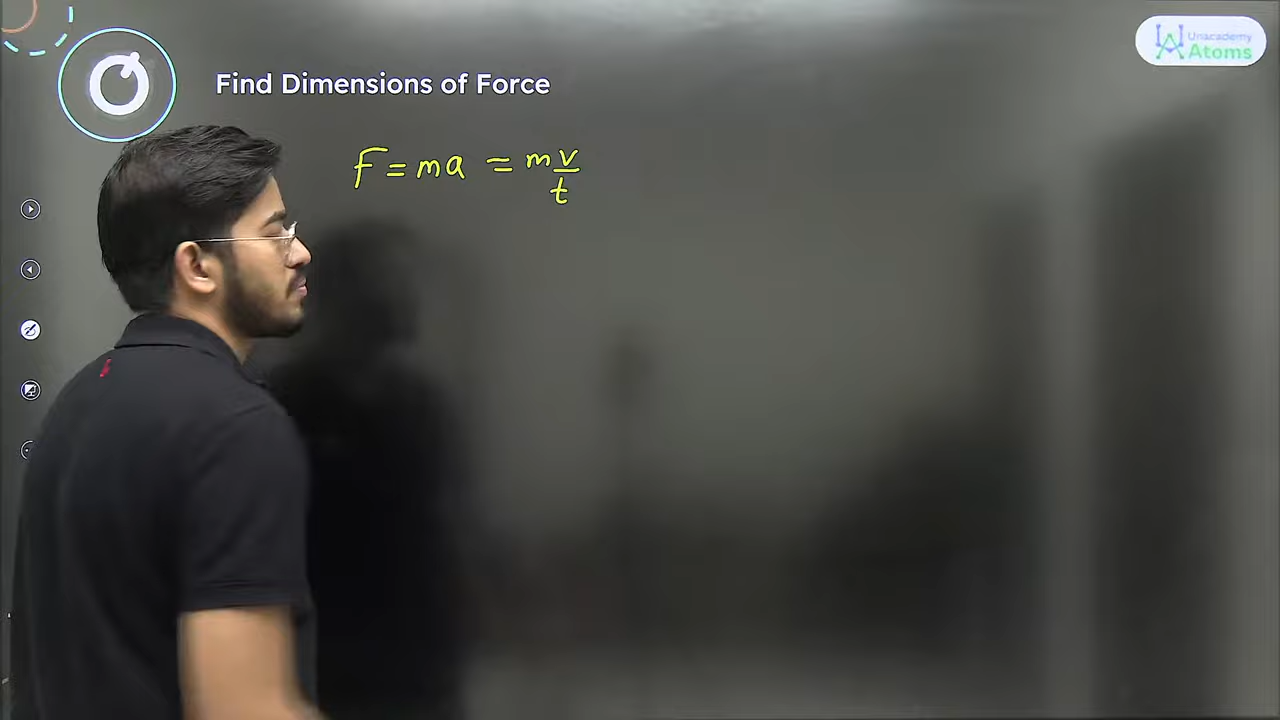 Unacademy
Atoms
Find Dimensions of Force
F = ma = m v/t